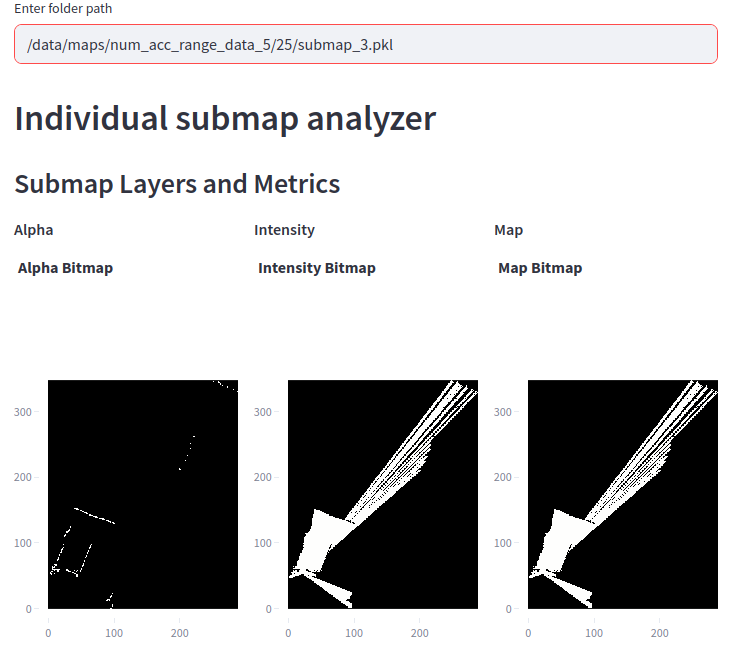 Enter folder path
/data/maps/num_acc_range_data_5/25/submap_3.pkl
Individual submap analyzer
Submap Layers and Metrics
Alpha Intensity Map
Alpha Bitmap Intensity Bitmap Map Bitmap
300 300 300
200 200 200
100 100 100
0 0 0
0 100 200 0 100 200 0 100 200